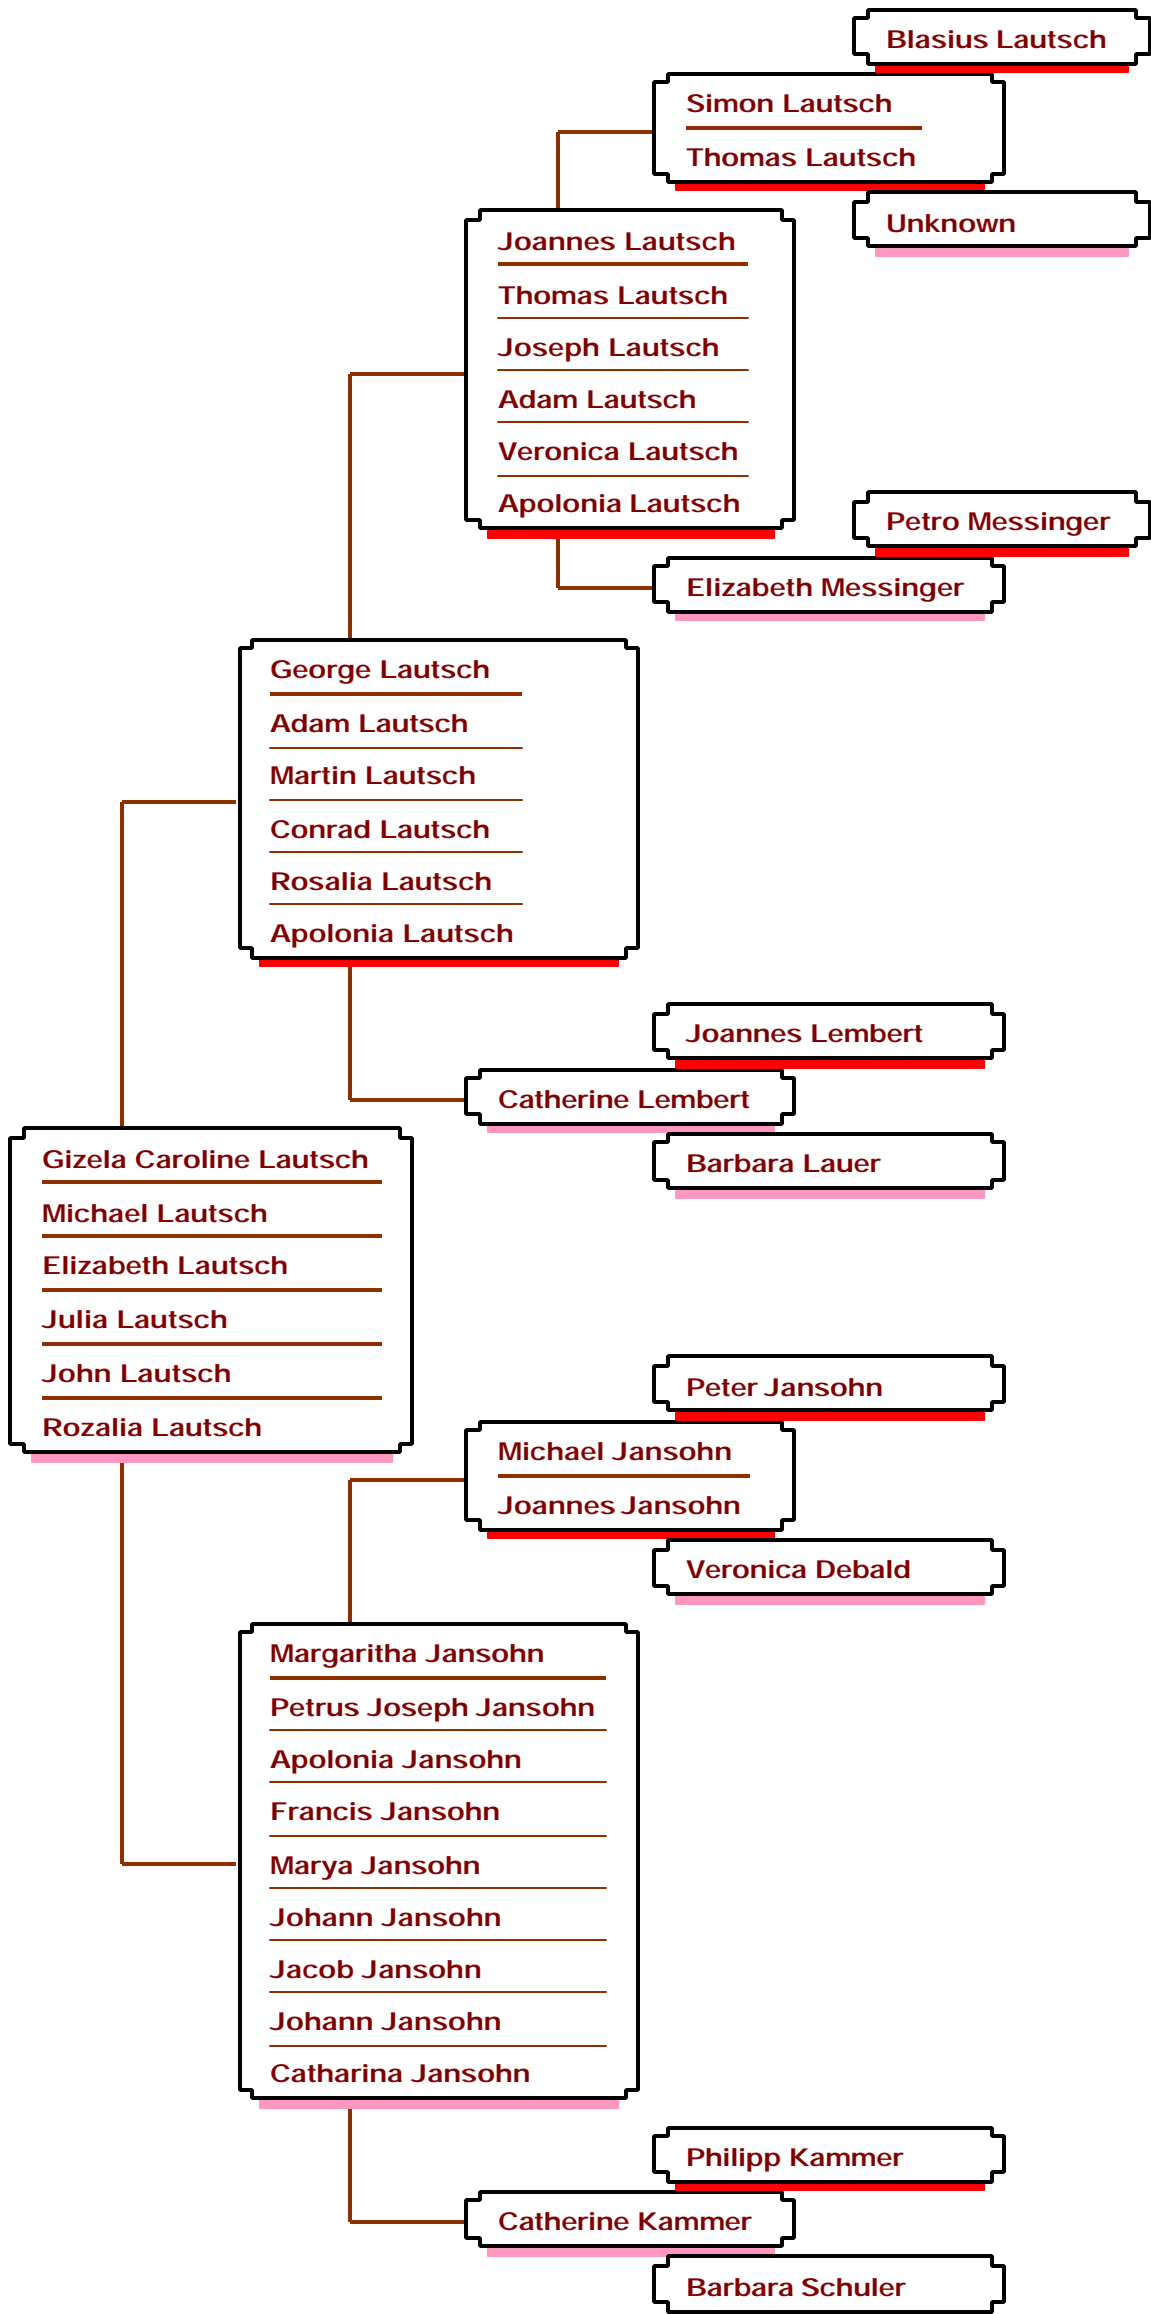 Blasius Lautsch
Simon Lautsch
Thomas Lautsch
Unknown
Joannes Lautsch
Thomas Lautsch
Joseph Lautsch
Adam Lautsch
Veronica Lautsch
Apolonia Lautsch
Petro Messinger
Elizabeth Messinger
George Lautsch
Adam Lautsch
Martin Lautsch
Conrad Lautsch
Rosalia Lautsch
Apolonia Lautsch
Joannes Lembert
Catherine Lembert
Barbara Lauer
Gizela Caroline Lautsch
Michael Lautsch
Elizabeth Lautsch
Julia Lautsch
John Lautsch
Rozalia Lautsch
Peter Jansohn
Michael Jansohn
Joannes Jansohn
Veronica Debald
Margaritha Jansohn
Petrus Joseph Jansohn
Apolonia Jansohn
Francis Jansohn
Marya Jansohn
Johann Jansohn
Jacob Jansohn
Johann Jansohn
Catharina Jansohn
Philipp Kammer
Catherine Kammer
Barbara Schuler